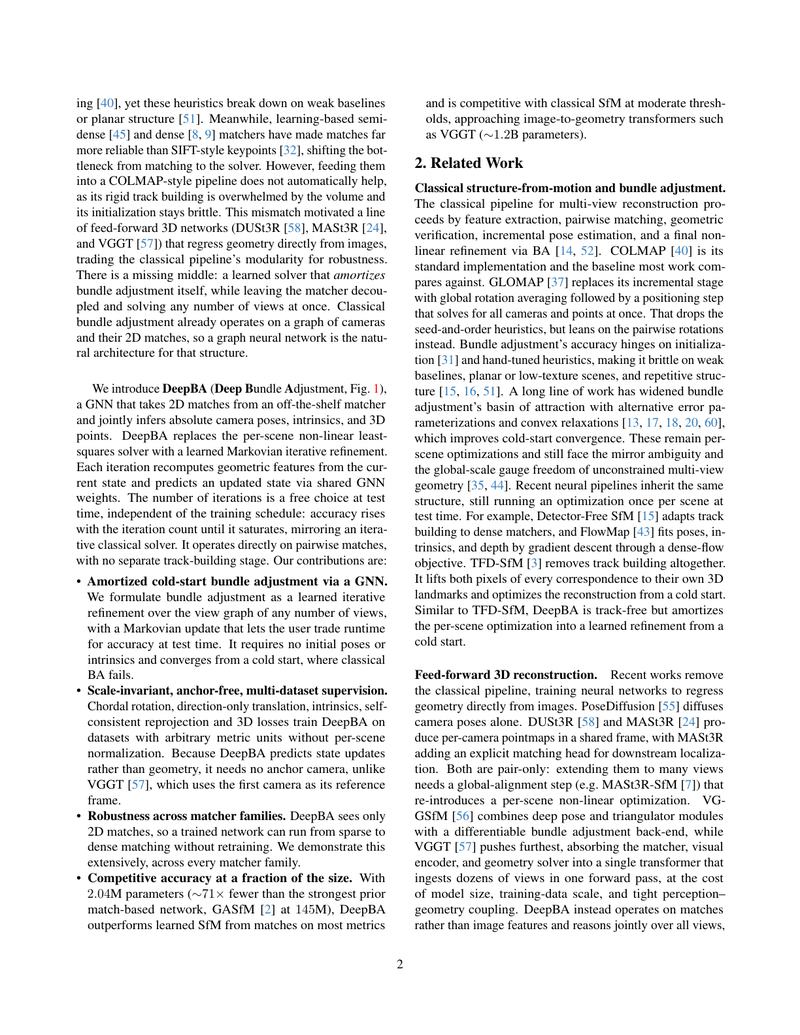 ing [40], yet these heuristics break down on weak baselines
or planar structure [51]. Meanwhile, learning-based semi-
dense [45] and dense [8, 9] matchers have made matches far
more reliable than SIFT-style keypoints [32], shifting the bot-
tleneck from matching to the solver. However, feeding them
into a COLMAP-style pipeline does not automatically help,
as its rigid track building is overwhelmed by the volume and
its initialization stays brittle. This mismatch motivated a line
of feed-forward 3D networks (DUSt3R [58], MASt3R [24],
and VGGT [57]) that regress geometry directly from images,
trading the classical pipeline's modularity for robustness.
There is a missing middle: a learned solver that amortizes
bundle adjustment itself, while leaving the matcher decou-
pled and solving any number of views at once. Classical
bundle adjustment already operates on a graph of cameras
and their 2D matches, so a graph neural network is the natu-
ral architecture for that structure.
We introduce DeepBA (Deep Bundle Adjustment, Fig. 1),
a GNN that takes 2D matches from an off-the-shelf matcher
and jointly infers absolute camera poses, intrinsics, and 3D
points. DeepBA replaces the per-scene non-linear least-
squares solver with a learned Markovian iterative refinement.
Each iteration recomputes geometric features from the cur-
rent state and predicts an updated state via shared GNN
weights. The number of iterations is a free choice at test
time, independent of the training schedule: accuracy rises
with the iteration count until it saturates, mirroring an itera-
tive classical solver. It operates directly on pairwise matches,
with no separate track-building stage. Our contributions are:
• Amortized cold-start bundle adjustment via a GNN.
We formulate bundle adjustment as a learned iterative
refinement over the view graph of any number of views,
with a Markovian update that lets the user trade runtime
for accuracy at test time. It requires no initial poses or
intrinsics and converges from a cold start, where classical
BA fails.
• Scale-invariant, anchor-free, multi-dataset supervision.
Chordal rotation, direction-only translation, intrinsics, self-
consistent reprojection and 3D losses train DeepBA on
datasets with arbitrary metric units without per-scene
normalization. Because DeepBA predicts state updates
rather than geometry, it needs no anchor camera, unlike
VGGT [57], which uses the first camera as its reference
frame.
• Robustness across matcher families. DeepBA sees only
2D matches, so a trained network can run from sparse to
dense matching without retraining. We demonstrate this
extensively, across every matcher family.
• Competitive accuracy at a fraction of the size. With
2.04M parameters (∼71× fewer than the strongest prior
match-based network, GASfM [2] at 145M), DeepBA
outperforms learned SfM from matches on most metrics
and is competitive with classical SfM at moderate thresh-
olds, approaching image-to-geometry transformers such
as VGGT (∼1.2B parameters).
2. Related Work
Classical structure-from-motion and bundle adjustment.
The classical pipeline for multi-view reconstruction pro-
ceeds by feature extraction, pairwise matching, geometric
verification, incremental pose estimation, and a final non-
linear refinement via BA [14, 52]. COLMAP [40] is its
standard implementation and the baseline most work com-
pares against. GLOMAP [37] replaces its incremental stage
with global rotation averaging followed by a positioning step
that solves for all cameras and points at once. That drops the
seed-and-order heuristics, but leans on the pairwise rotations
instead. Bundle adjustment's accuracy hinges on initializa-
tion [31] and hand-tuned heuristics, making it brittle on weak
baselines, planar or low-texture scenes, and repetitive struc-
ture [15, 16, 51]. A long line of work has widened bundle
adjustment's basin of attraction with alternative error pa-
rameterizations and convex relaxations [13, 17, 18, 20, 60],
which improves cold-start convergence. These remain per-
scene optimizations and still face the mirror ambiguity and
the global-scale gauge freedom of unconstrained multi-view
geometry [35, 44]. Recent neural pipelines inherit the same
structure, still running an optimization once per scene at
test time. For example, Detector-Free SfM [15] adapts track
building to dense matchers, and FlowMap [43] fits poses, in-
trinsics, and depth by gradient descent through a dense-flow
objective. TFD-SfM [3] removes track building altogether.
It lifts both pixels of every correspondence to their own 3D
landmarks and optimizes the reconstruction from a cold start.
Similar to TFD-SfM, DeepBA is track-free but amortizes
the per-scene optimization into a learned refinement from a
cold start.
Feed-forward 3D reconstruction. Recent works remove
the classical pipeline, training neural networks to regress
geometry directly from images. PoseDiffusion [55] diffuses
camera poses alone. DUSt3R [58] and MASt3R [24] pro-
duce per-camera pointmaps in a shared frame, with MASt3R
adding an explicit matching head for downstream localiza-
tion. Both are pair-only: extending them to many views
needs a global-alignment step (e.g. MASt3R-SfM [7]) that
re-introduces a per-scene non-linear optimization. VG-
GSfM [56] combines deep pose and triangulator modules
with a differentiable bundle adjustment back-end, while
VGGT [57] pushes furthest, absorbing the matcher, visual
encoder, and geometry solver into a single transformer that
ingests dozens of views in one forward pass, at the cost
of model size, training-data scale, and tight perception–
geometry coupling. DeepBA instead operates on matches
rather than image features and reasons jointly over all views,
2